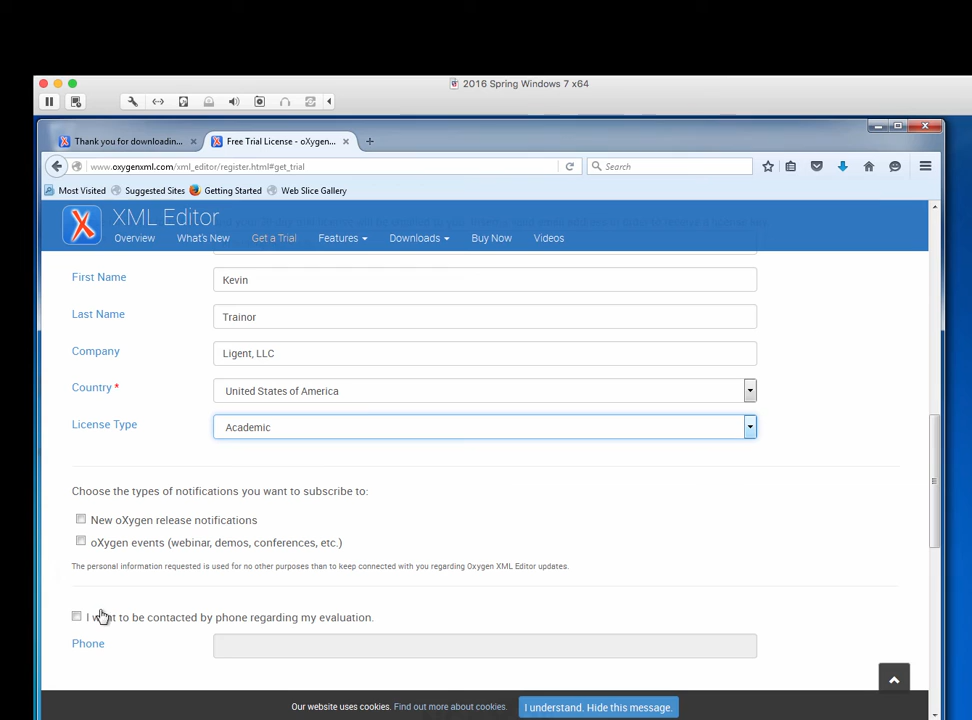 2016 Spring Windows 7 x64
Thank you for downloadin...
Free Trial License - oXygen...
www.oxygenxml.com/xml_editor/register.html#get_trial
Search
Most Visited
Suggested Sites
Getting Started
Web Slice Gallery
XML Editor
Overview
What's New
Get a Trial
Features
Downloads
Buy Now
Videos
First Name
Kevin
Last Name
Trainor
Company
Ligent, LLC
Country *
United States of America
License Type
Academic
Choose the types of notifications you want to subscribe to:
New oXygen release notifications
oXygen events (webinar, demos, conferences, etc.)
The personal information requested is used for no other purposes than to keep connected with you regarding Oxygen XML Editor updates.
I want to be contacted by phone regarding my evaluation.
Phone
Our website uses cookies. Find out more about cookies. I understand. Hide this message.